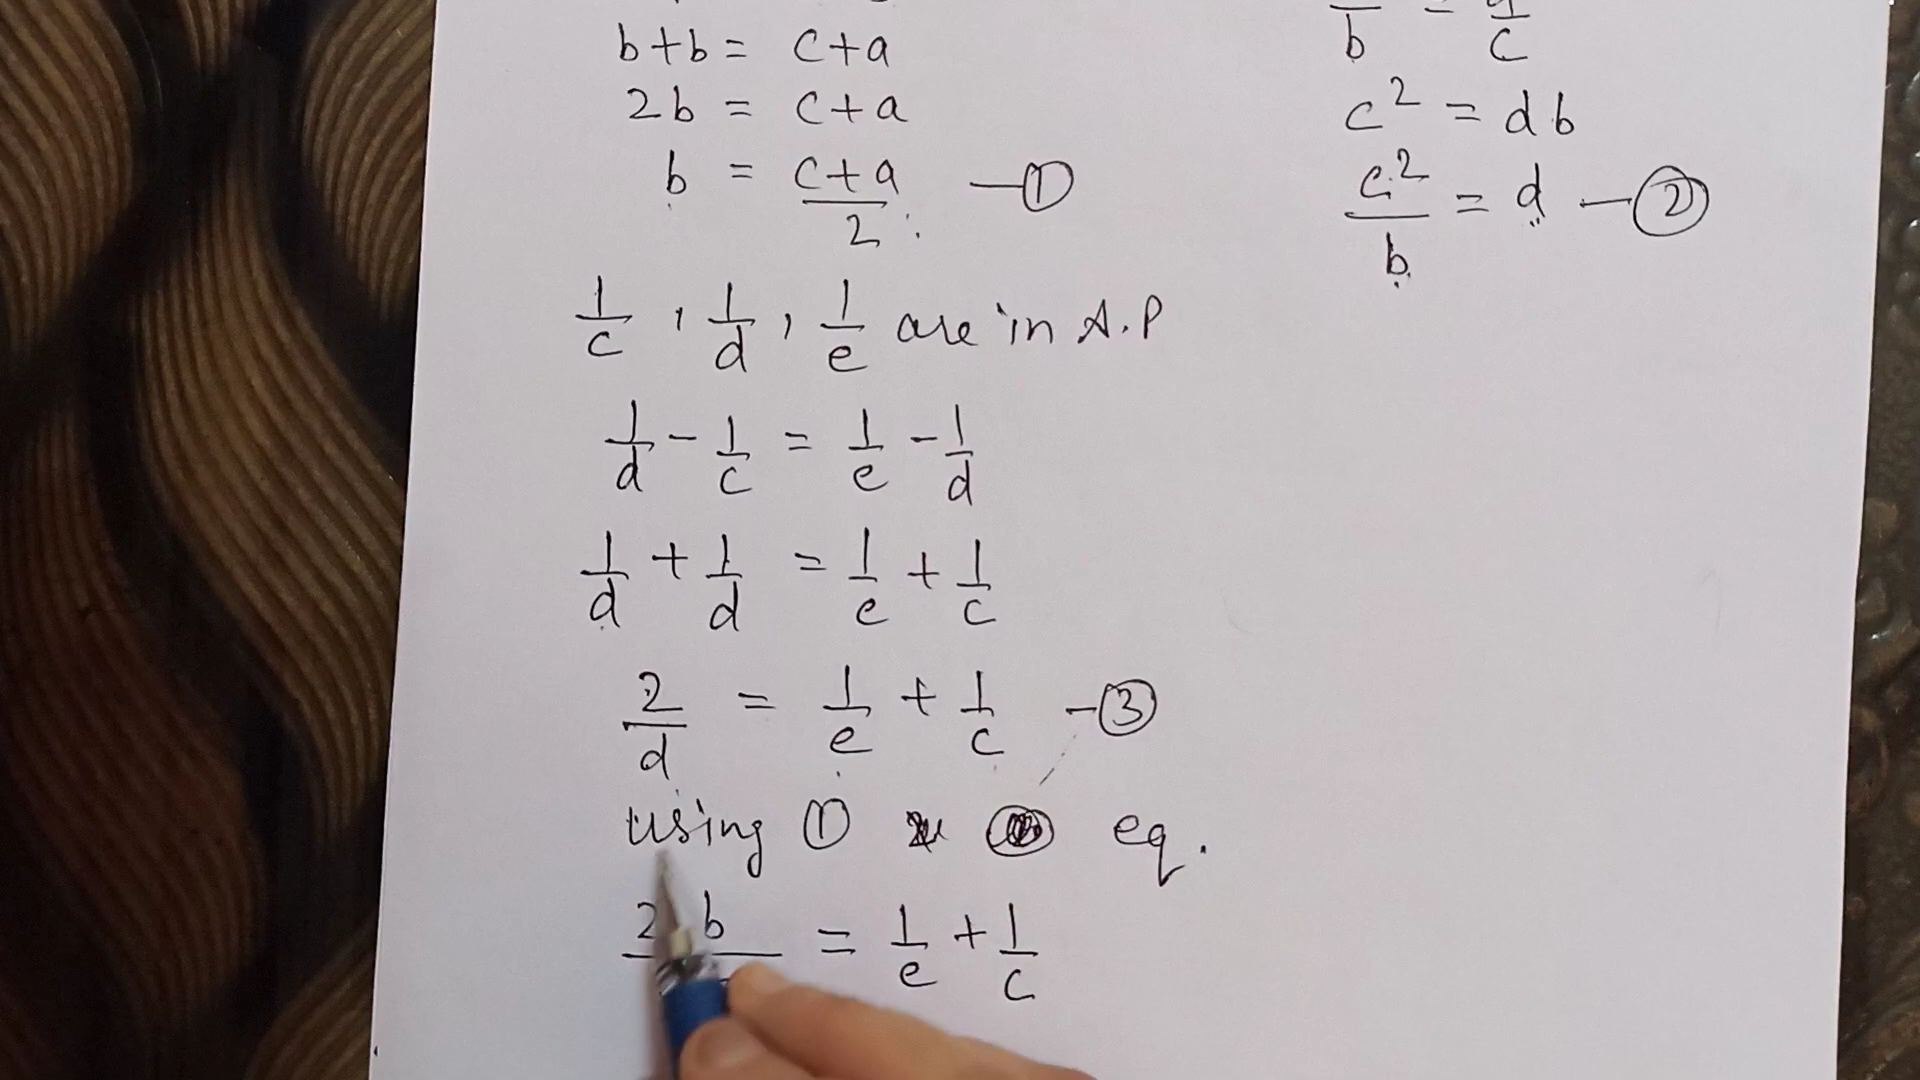 b+b = c+a
2b = c+a
b = c+a/2 —①
1/c , 1/d , 1/e are in A.P
1/d - 1/c = 1/e - 1/d
1/d + 1/d = 1/e + 1/c
2/d = 1/e + 1/c -③
using ① eq.
2 b = 1/e + 1/c
b = c
c² = db
c²/b = d —②